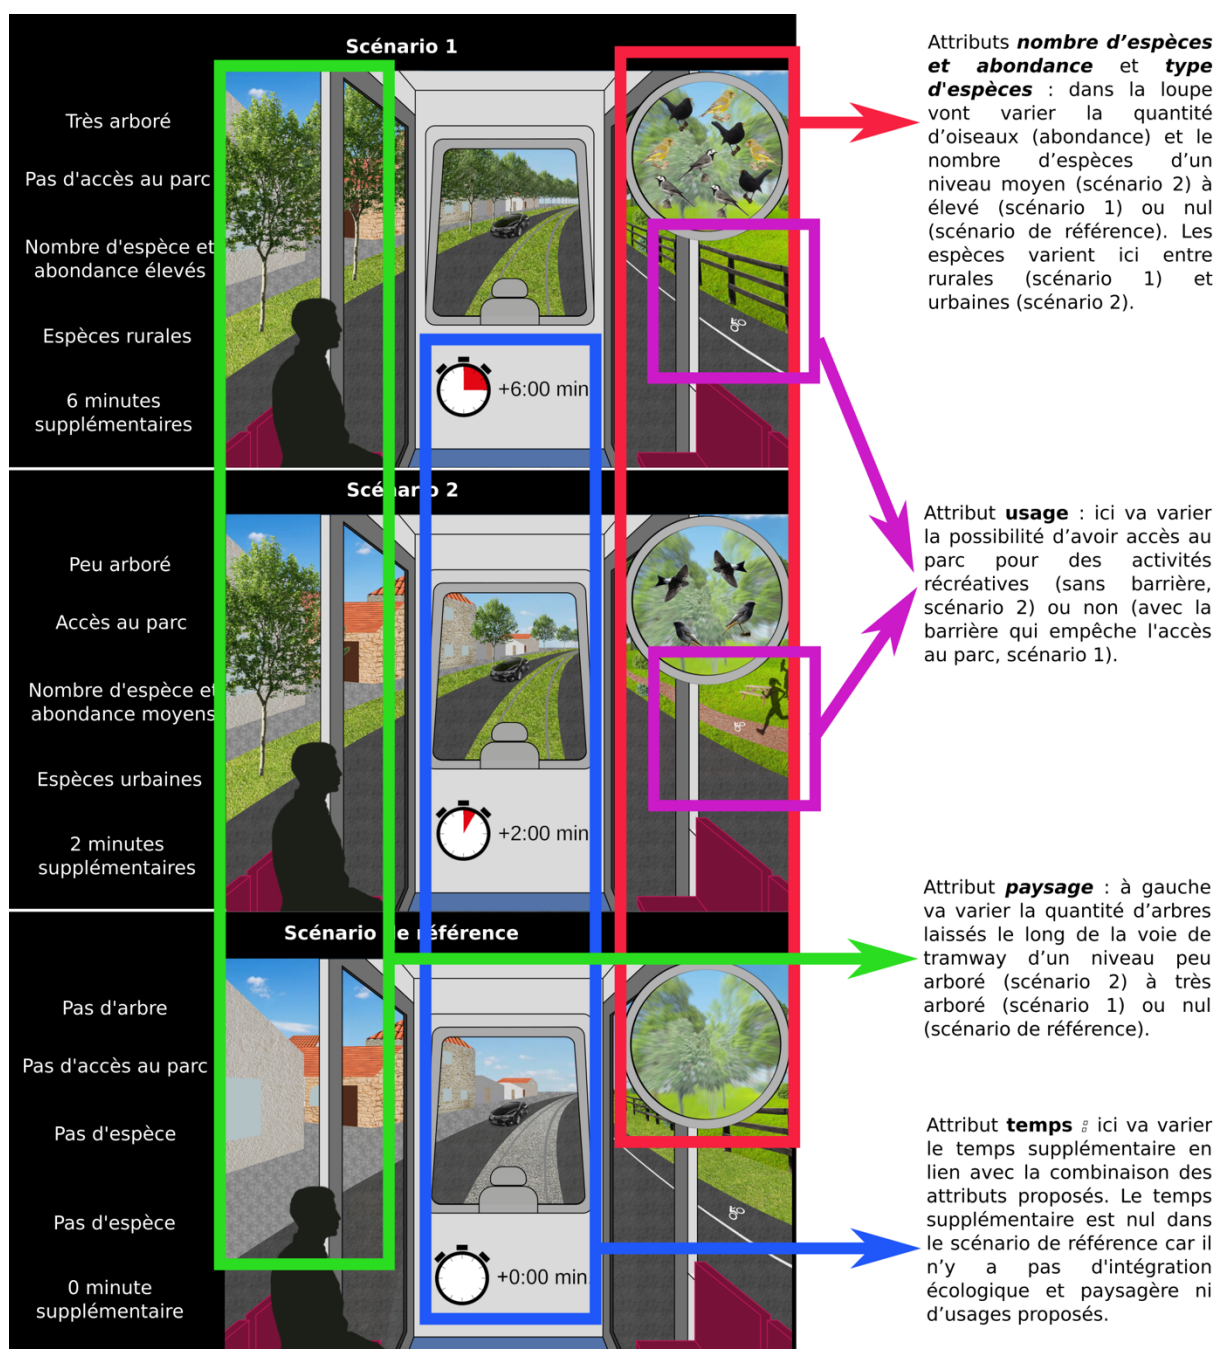 Scénario 1
Très arboré
Pas d'accès au parc
Nombre d'espèce et
abondance élevés
Espèces rurales
6 minutes
supplémentaires
+6:00 min
Attributs nombre d’espèces
et abondance et type
d'espèces : dans la loupe
vont varier la quantité
d’oiseaux (abondance) et le
nombre d’espèces d’un
niveau moyen (scénario 2) à
élevé (scénario 1) ou nul
(scénario de référence). Les
espèces varient ici entre
rurales (scénario 1) et
urbaines (scénario 2).
Scénario 2
Peu arboré
Accès au parc
Nombre d'espèce et
abondance moyens
Espèces urbaines
2 minutes
supplémentaires
+2:00 min
Attribut usage : ici va varier
la possibilité d’avoir accès au
parc pour des activités
récréatives (sans barrière,
scénario 2) ou non (avec la
barrière qui empêche l'accès
au parc, scénario 1).
Scénario de référence
Pas d'arbre
Pas d'accès au parc
Pas d'espèce
Pas d'espèce
0 minute
supplémentaire
+0:00 min
Attribut paysage : à gauche
va varier la quantité d’arbres
laissés le long de la voie de
tramway d’un niveau peu
arboré (scénario 2) à très
arboré (scénario 1) ou nul
(scénario de référence).
Attribut temps : ici va varier
le temps supplémentaire en
lien avec la combinaison des
attributs proposés. Le temps
supplémentaire est nul dans
le scénario de référence car il
n’y a pas d'intégration
écologique et paysagère ni
d’usages proposés.